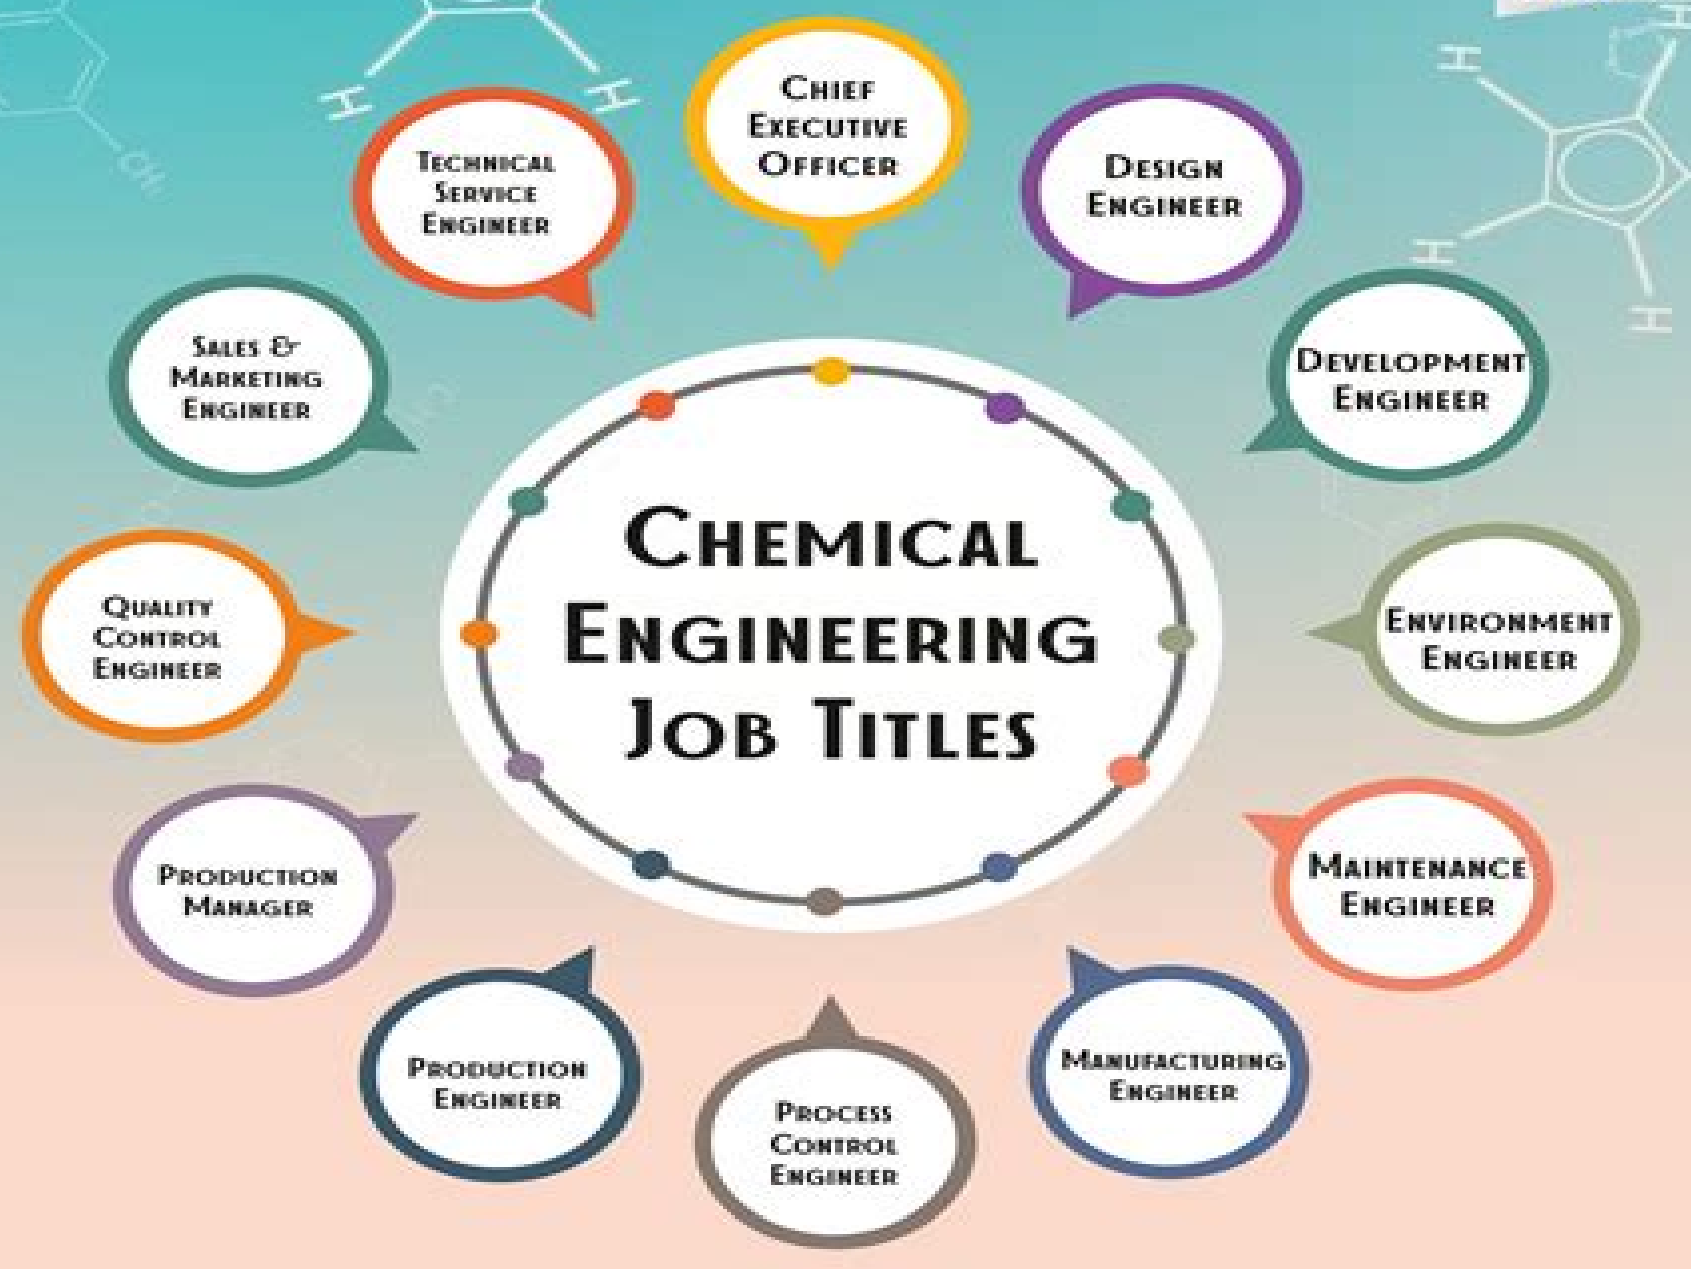 CHIEF
EXECUTIVE
OFFICER
TECHNICAL
SERVICE
ENGINEER
DESIGN
ENGINEER
SALES &
MARKETING
ENGINEER
DEVELOPMENT
ENGINEER
CHEMICAL
ENGINEERING
JOB TITLES
QUALITY
CONTROL
ENGINEER
ENVIRONMENT
ENGINEER
PRODUCTION
MANAGER
MAINTENANCE
ENGINEER
PRODUCTION
ENGINEER
PROCESS
CONTROL
ENGINEER
MANUFACTURING
ENGINEER
H
H
H
H
H
H